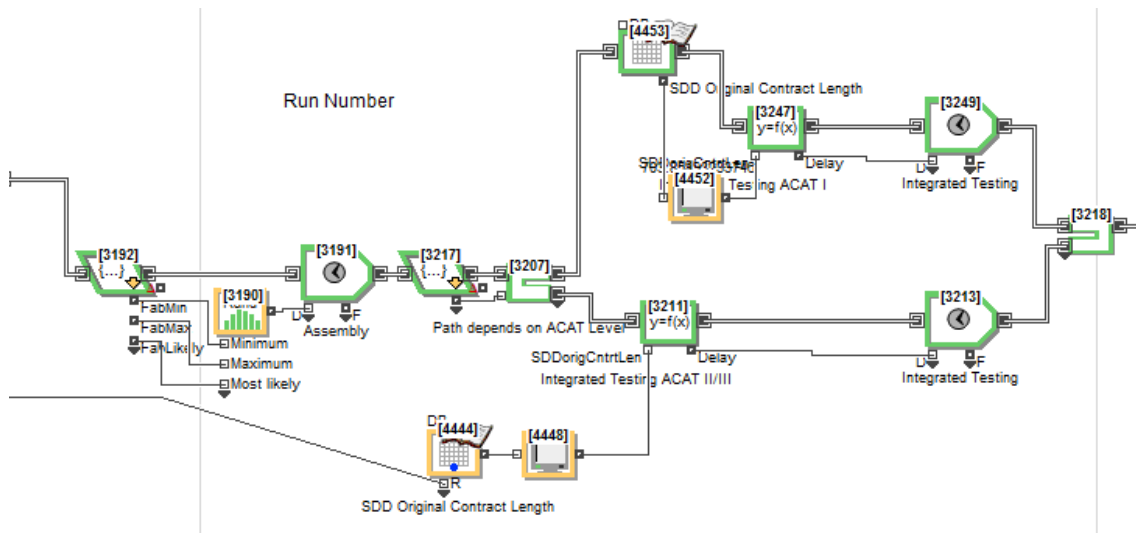 [4453]
SDD Original Contract Length
Run Number
[3247]
y=f(x)
[3249]
Delay
D
F
Integrated Testing
[4452]
Testing ACAT I
[3218]
[3192]
{...}
[3191]
[3217]
{...}
[3207]
[3190]
FabMin
FabMax
FabLikely
D
F
Assembly
Minimum
Maximum
Most likely
Path depends on ACAT Level
[3211]
y=f(x)
SDDorigCntrtLen
Delay
Integrated Testing ACAT II/III
[3213]
D
F
Integrated Testing
[4444]
[4448]
R
SDD Original Contract Length